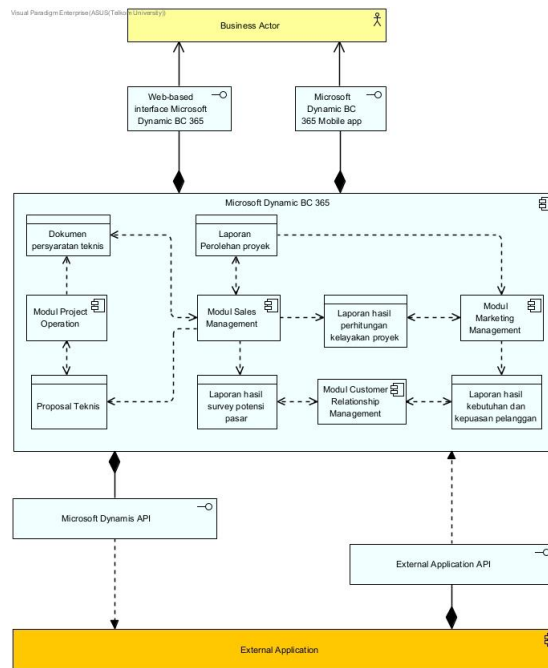 Visual Paradigm Enterprise(ASUS(Telkom University))
Business Actor
Web-based
interface Microsoft
Dynamic BC 365
Microsoft
Dynamic BC
365 Mobile app
Microsoft Dynamic BC 365
Dokumen
persyaratan teknis
Laporan
Perolehan proyek
Modul Project
Operation
Modul Sales
Management
Laporan hasil
perhitungan
kelayakan proyek
Modul
Marketing
Management
Proposal Teknis
Laporan hasil
survey potensi
pasar
Modul Customer
Relationship
Management
Laporan hasil
kebutuhan dan
kepuasan pelanggan
Microsoft Dynamis API
External Application API
External Application